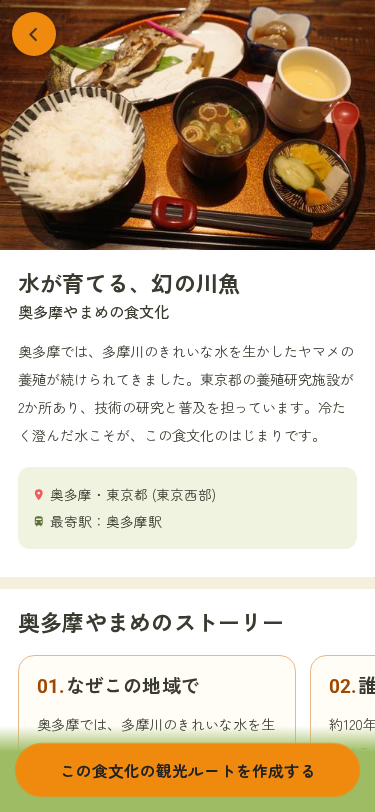 水が育てる、幻の川魚
奥多摩やまめの食文化
奥多摩では、多摩川のきれいな水を生かしたヤマメの
養殖が続けられてきました。東京都の養殖研究施設が
2か所あり、技術の研究と普及を担っています。冷た
く澄んだ水こそが、この食文化のはじまりです。
奥多摩・東京都 (東京西部)
最寄駅：奥多摩駅
奥多摩やまめのストーリー
01. なぜこの地域で
奥多摩では、多摩川のきれいな水を生
02. 誰
約120年
この食文化の観光ルートを作成する